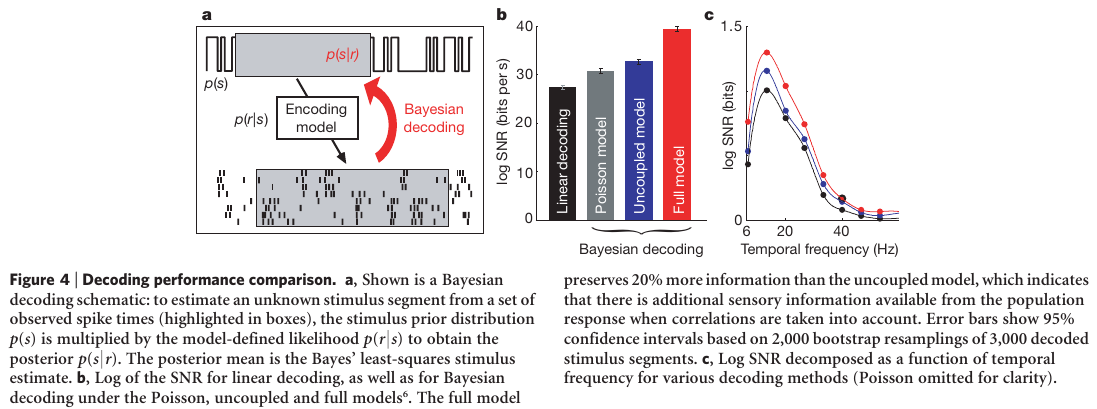 a
p(s|r)
p(s)
p(r|s)
Encoding
model
Bayesian
decoding
b
40
30
20
10
0
log SNR (bits per s)
Linear decoding
Poisson model
Uncoupled model
Full model
Bayesian decoding
c
1.5
0
log SNR (bits)
6 20 40
Temporal frequency (Hz)
Figure 4 | Decoding performance comparison. a, Shown is a Bayesian
decoding schematic: to estimate an unknown stimulus segment from a set of
observed spike times (highlighted in boxes), the stimulus prior distribution
p(s) is multiplied by the model-defined likelihood p(r|s) to obtain the
posterior p(s|r). The posterior mean is the Bayes' least-squares stimulus
estimate. b, Log of the SNR for linear decoding, as well as for Bayesian
decoding under the Poisson, uncoupled and full models⁶. The full model
preserves 20% more information than the uncoupled model, which indicates
that there is additional sensory information available from the population
response when correlations are taken into account. Error bars show 95%
confidence intervals based on 2,000 bootstrap resamplings of 3,000 decoded
stimulus segments. c, Log SNR decomposed as a function of temporal
frequency for various decoding methods (Poisson omitted for clarity).